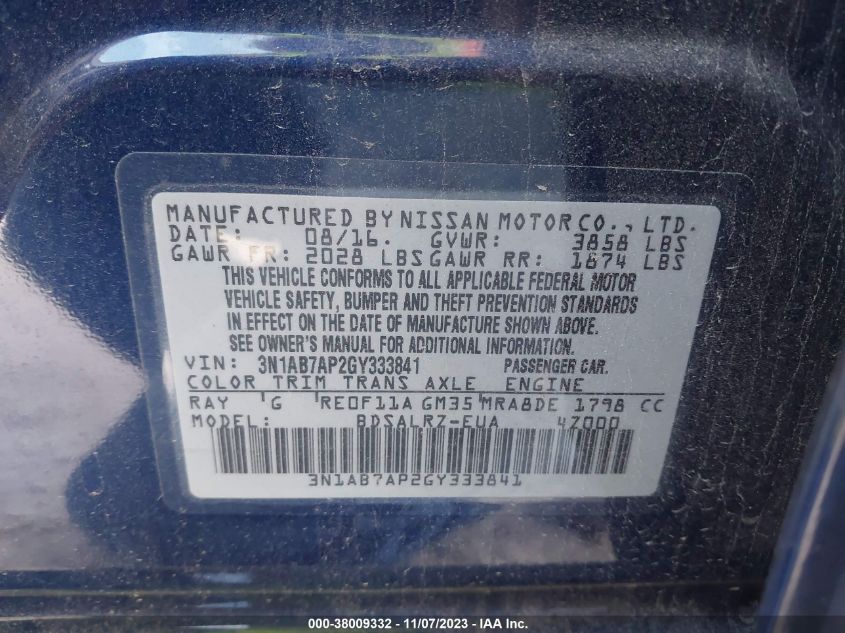 MANUFACTURED BY NISSAN MOTOR CO., LTD.
DATE: 08/16. GVWR: 3858 LBS
GAWR FR: 2028 LBS GAWR RR: 1874 LBS
THIS VEHICLE CONFORMS TO ALL APPLICABLE FEDERAL MOTOR
VEHICLE SAFETY, BUMPER AND THEFT PREVENTION STANDARDS
IN EFFECT ON THE DATE OF MANUFACTURE SHOWN ABOVE.
SEE OWNER'S MANUAL FOR ADDITIONAL INFORMATION.
VIN: 3N1AB7AP2GY333841 PASSENGER CAR.
COLOR TRIM TRANS AXLE ENGINE
RAY 'G 'RE0F11A GM35 'MRA8DE 1798 CC
MODEL: BDSALRZ-EUA 47000
3N1AB7AP2GY333841
000-38009332 - 11/07/2023 - IAA Inc.